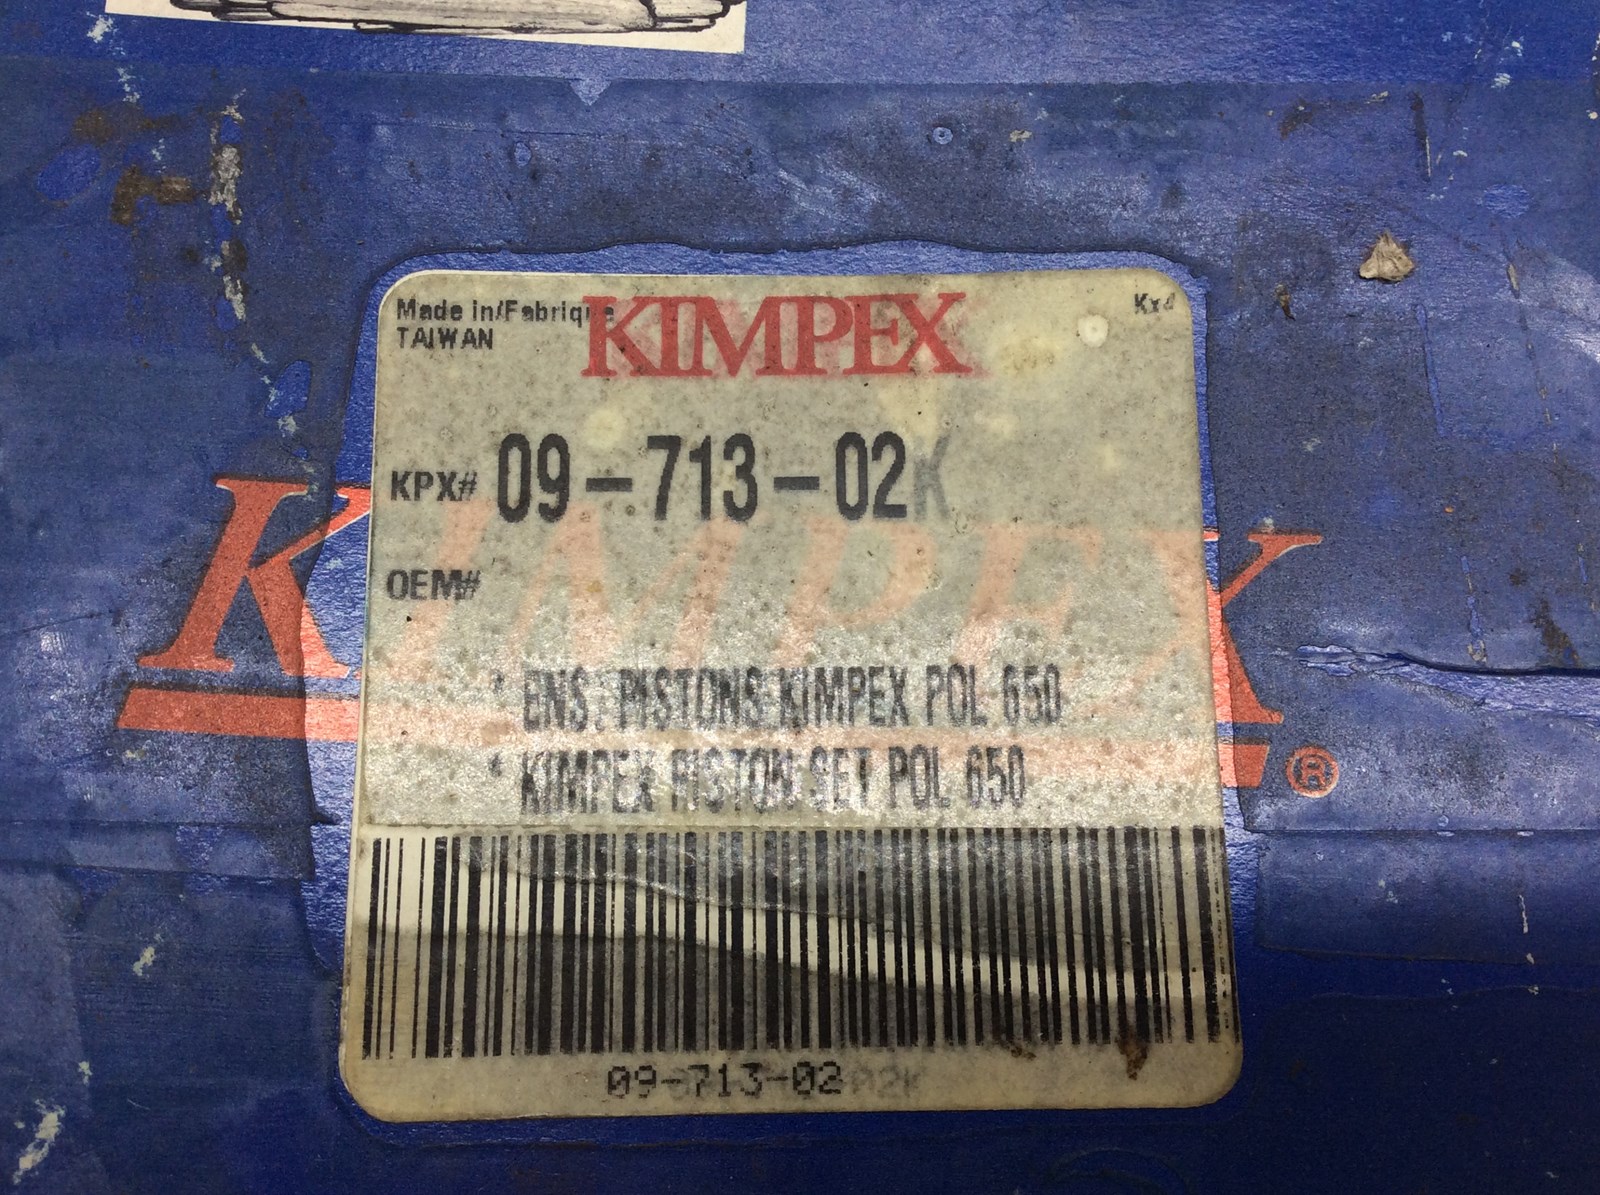 Made in/Fabrique
TAIWAN
KIMPEX
KPX# 09-713-02K
OEM#
KIMPEX ®
* ENS. PISTONS KIMPEX POL 650
* KIMPEX PISTON SET POL 650
09-713-02